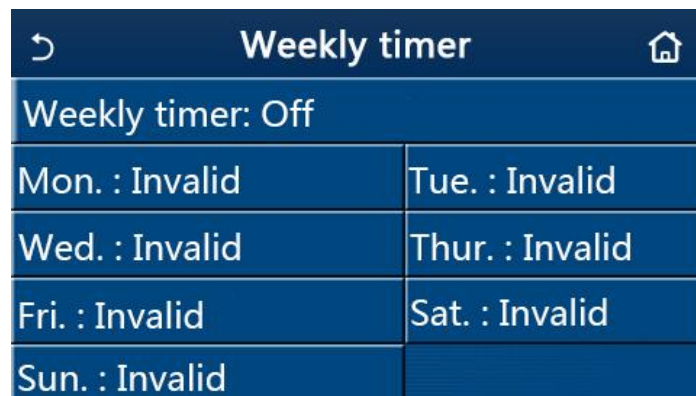 Weekly timer
Weekly timer: Off
Mon. : Invalid
Tue. : Invalid
Wed. : Invalid
Thur. : Invalid
Fri. : Invalid
Sat. : Invalid
Sun. : Invalid